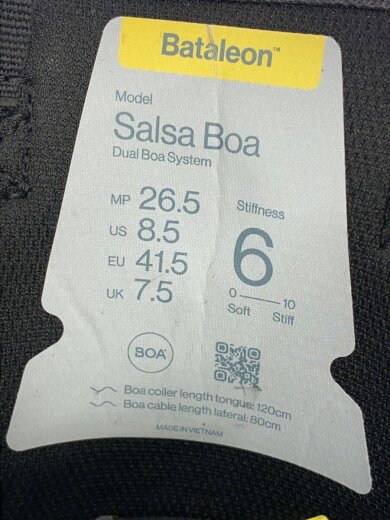 Bataleon™
Model
Salsa Boa
Dual Boa System
MP 26.5
US 8.5
EU 41.5
UK 7.5
Stiffness
6
0 10
Soft Stiff
BOA
Boa coiler length tongue: 120cm
Boa cable length lateral: 80cm
MADE IN VIETNAM